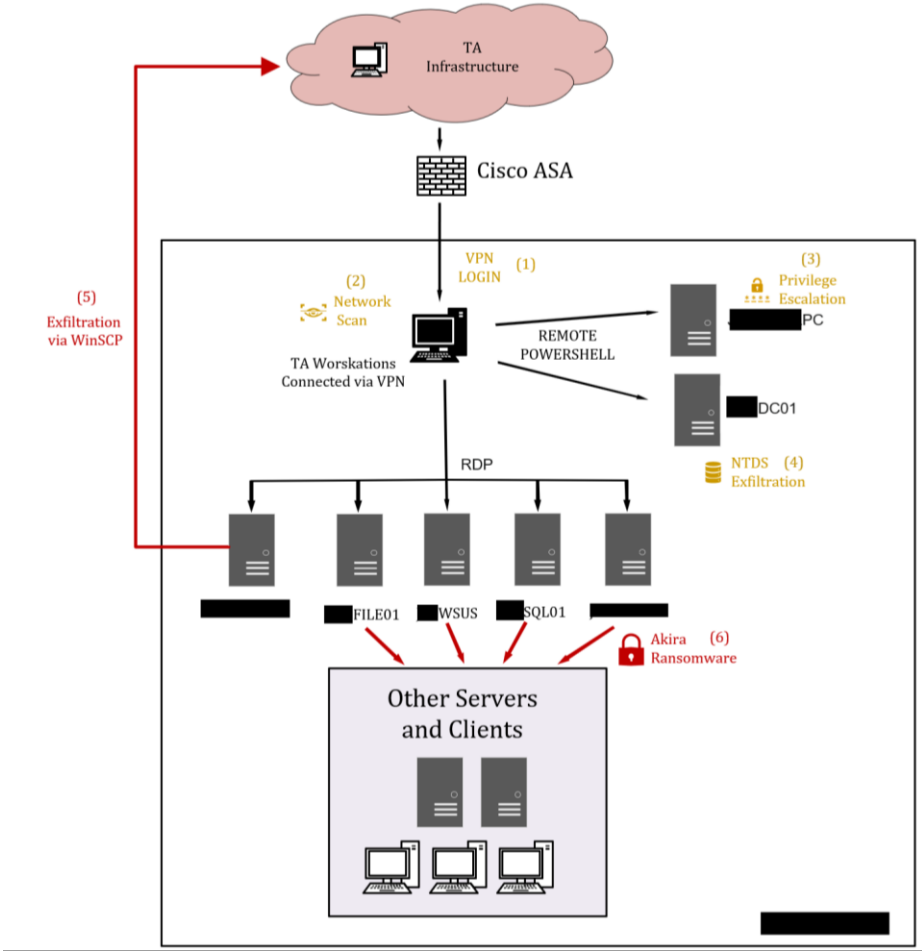 TA
Infrastructure
Cisco ASA
VPN
LOGIN
(1)
(2)
Network
Scan
(3)
Privilege
Escalation
PC
REMOTE
POWERSHELL
TA Worskations
Connected via VPN
DC01
NTDS (4)
Exfiltration
(5)
Exfiltration
via WinSCP
RDP
FILE01
WSUS
SQL01
Akira (6)
Ransomware
Other Servers
and Clients